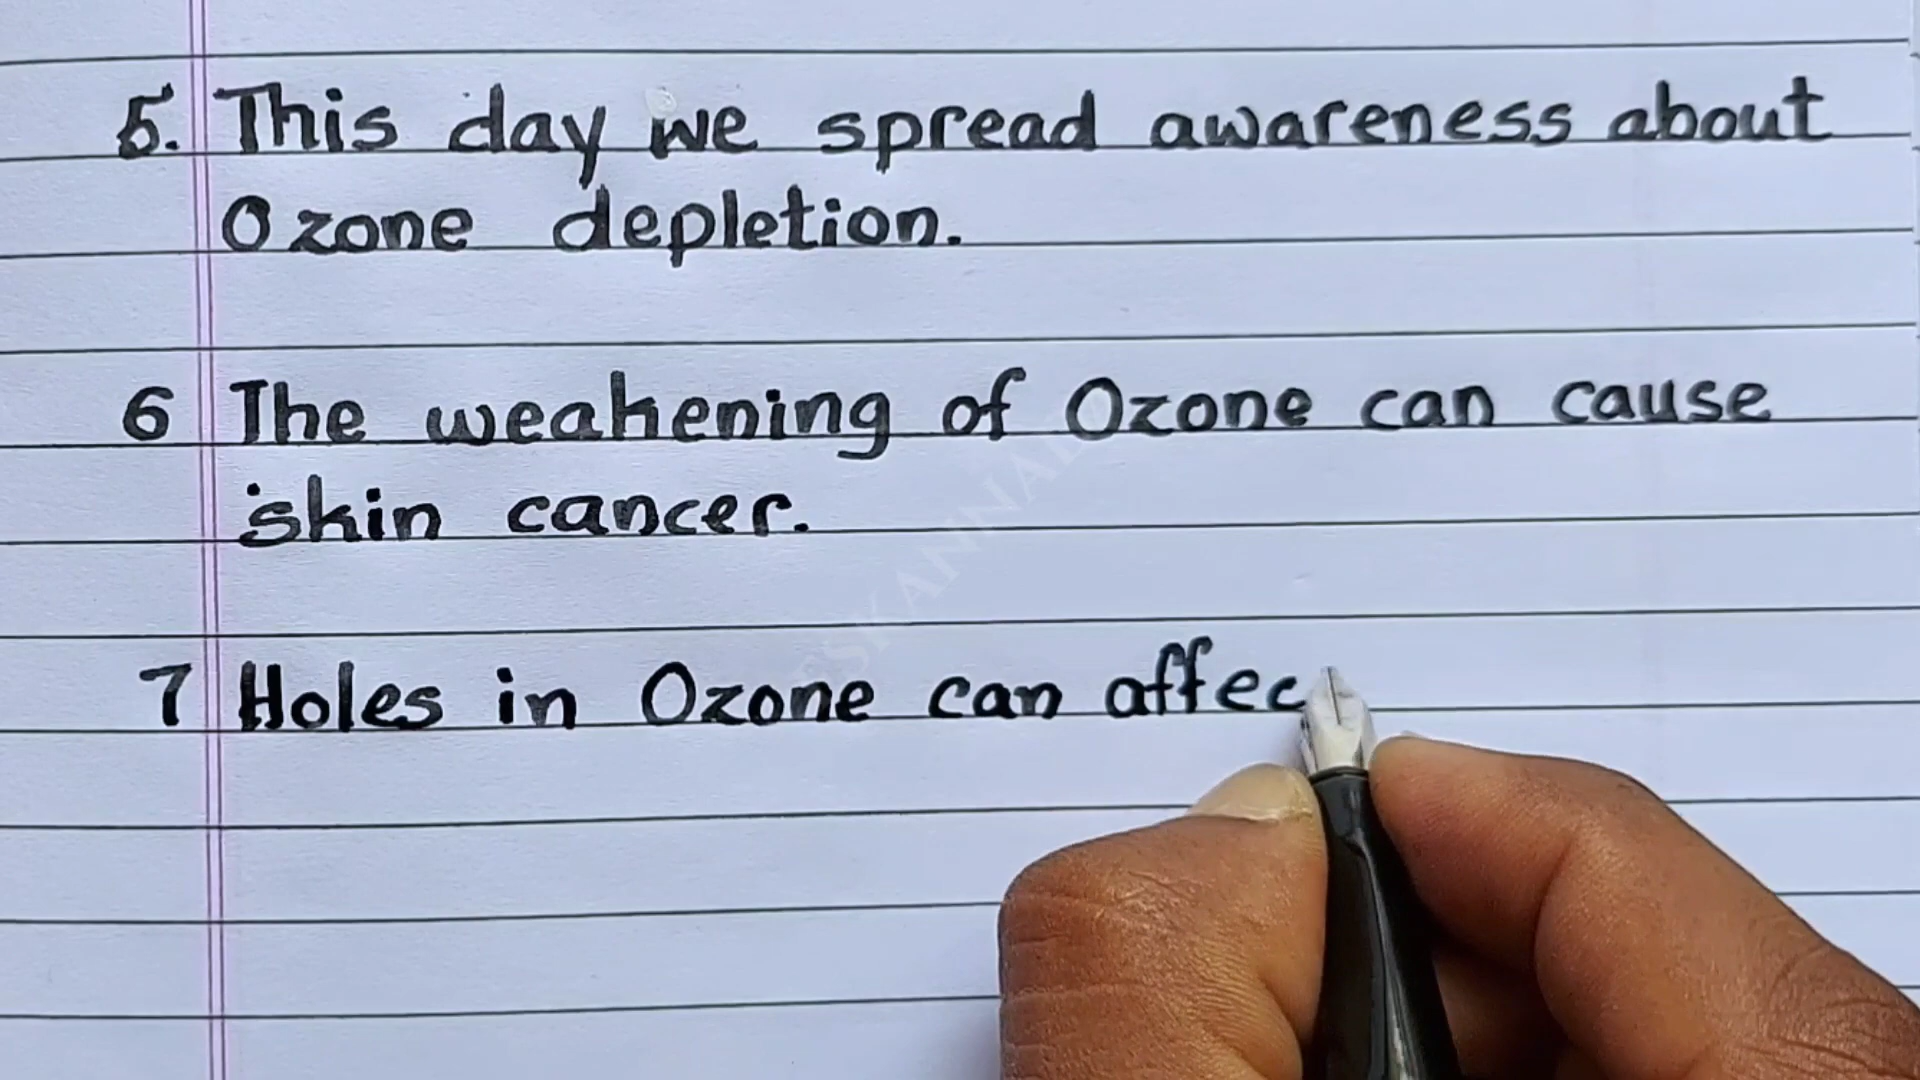 5. This day we spread awareness about
Ozone depletion.
6 The weakening of Ozone can cause
skin cancer.
7 Holes in Ozone can affec